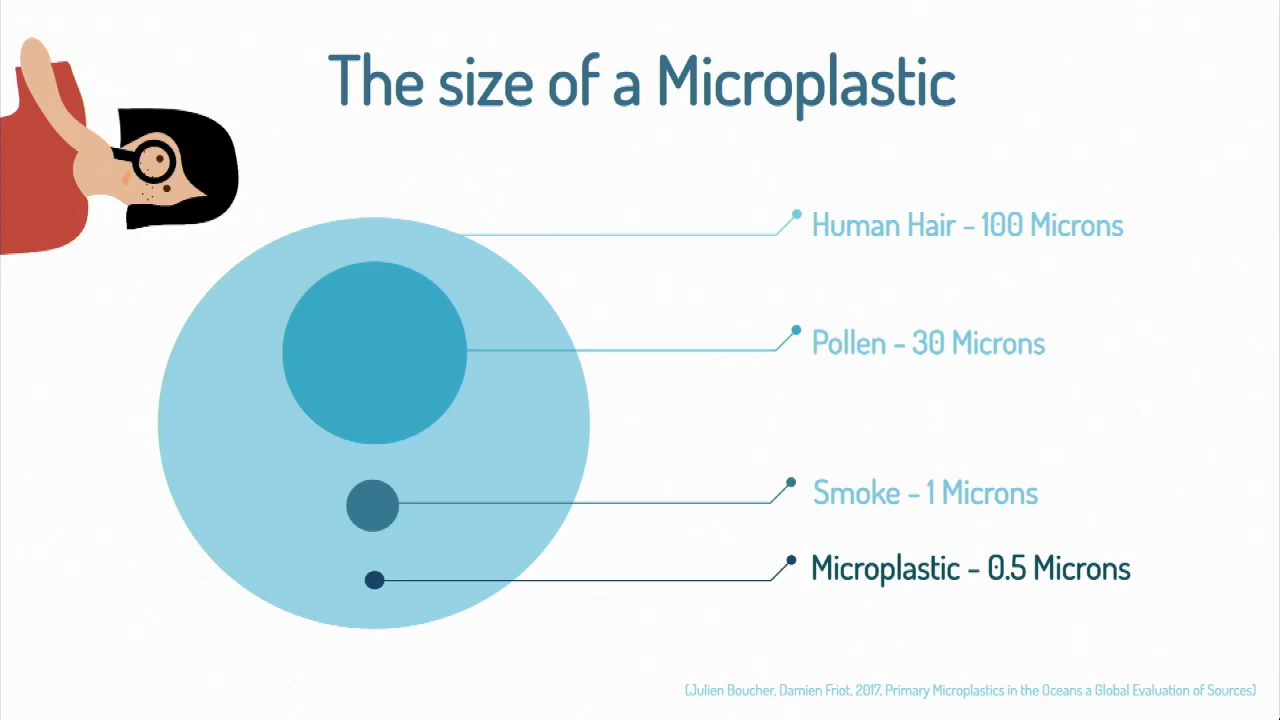 The size of a Microplastic
Human Hair - 100 Microns
Pollen - 30 Microns
Smoke - 1 Microns
Microplastic - 0.5 Microns
(Julien Boucher, Damien Friot, 2017, Primary Microplastics in the Oceans a Global Evaluation of Sources)